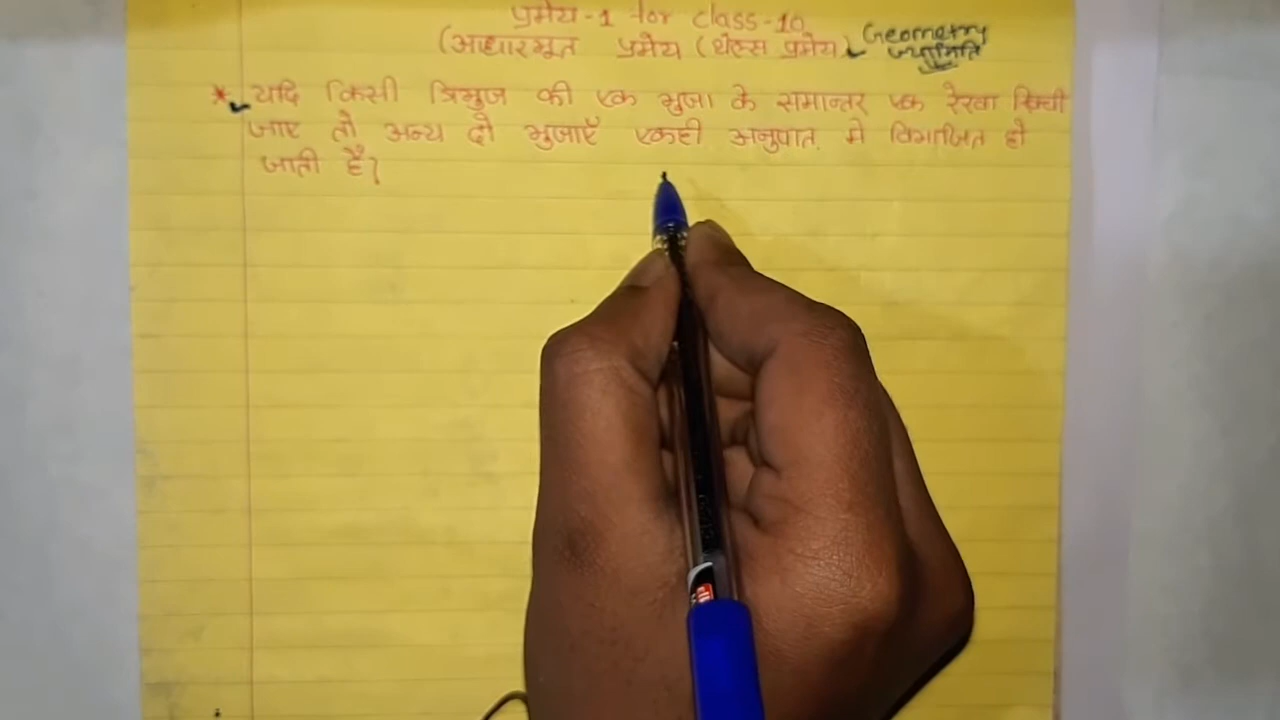 प्रमेय-1 for class-10
(आधारभूत प्रमेय (थेल्स प्रमेय) Geometry
ज्यामिति
* यदि किसी त्रिभुज की एक भुजा के समान्तर एक रेखा खिची
जाए तो अन्य दो भुजाएँ एकही अनुपात में विभाजित हो
जाती है?